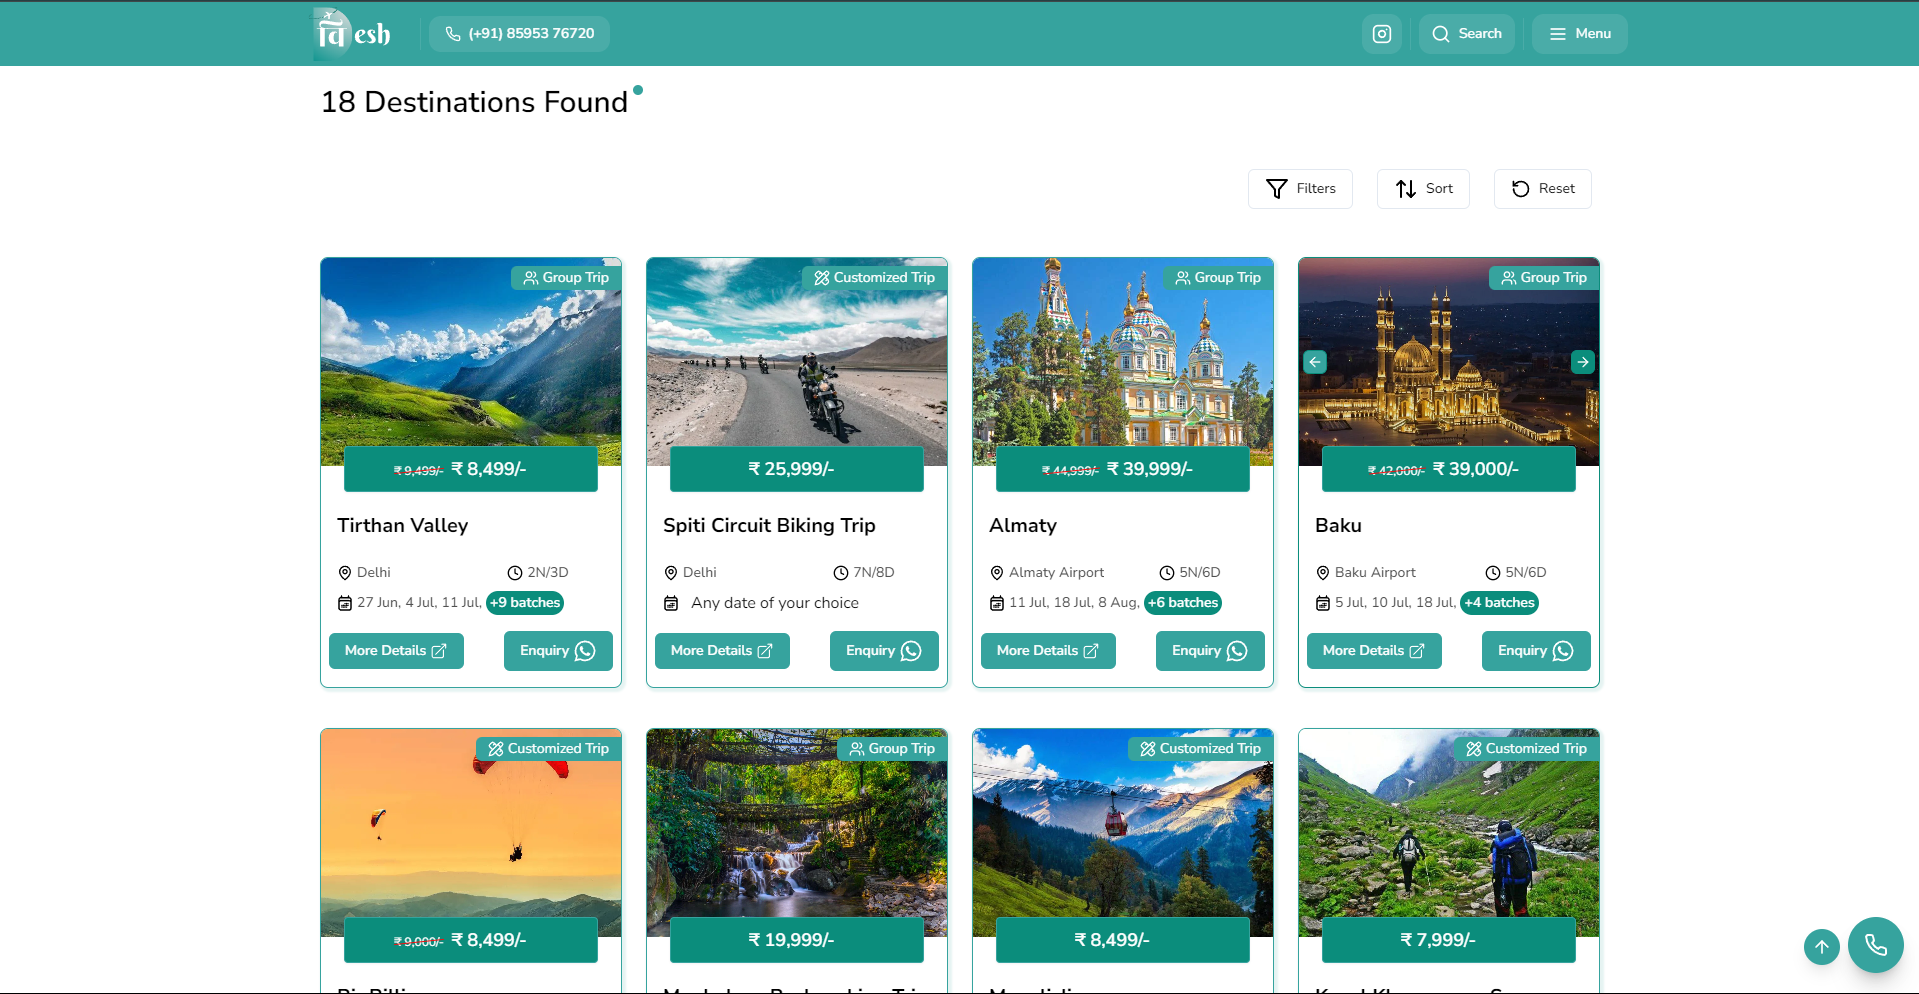 विdesh
(+91) 85953 76720
Search
Menu
18 Destinations Found
Filters
Sort
Reset
Group Trip
Customized Trip
Group Trip
Group Trip
₹ 9,499/- ₹ 8,499/-
₹ 25,999/-
₹ 44,999/- ₹ 39,999/-
₹ 42,000/- ₹ 39,000/-
Tirthan Valley
Spiti Circuit Biking Trip
Almaty
Baku
Delhi
2N/3D
Delhi
7N/8D
Almaty Airport
5N/6D
Baku Airport
5N/6D
27 Jun, 4 Jul, 11 Jul, +9 batches
Any date of your choice
11 Jul, 18 Jul, 8 Aug, +6 batches
5 Jul, 10 Jul, 18 Jul, +4 batches
More Details
Enquiry
More Details
Enquiry
More Details
Enquiry
More Details
Enquiry
Customized Trip
Group Trip
Customized Trip
Customized Trip
₹ 9,000/- ₹ 8,499/-
₹ 19,999/-
₹ 8,499/-
₹ 7,999/-